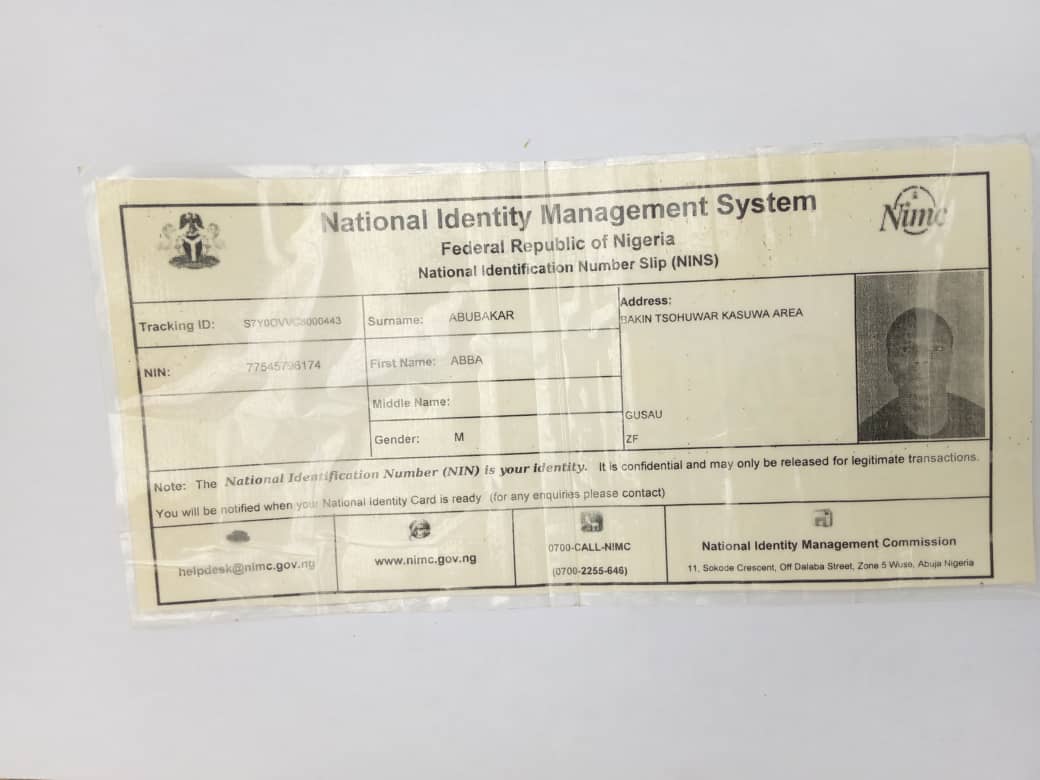 National Identity Management System
Federal Republic of Nigeria
National Identification Number Slip (NINS)
Nimc
Tracking ID:
Surname: ABUBAKAR
Address:
BAKIN TSOHUWAR KASUWA AREA
NIN:
First Name: ABBA
Middle Name:
GUSAU
Gender: M
ZF
Note: The National Identification Number (NIN) is your identity. It is confidential and may only be released for legitimate transactions.
You will be notified when your National Identity Card is ready (for any enquiries please contact)
helpdesk@nimc.gov.ng
www.nimc.gov.ng
0700-CALL-NIMC
(0700-2255-646)
National Identity Management Commission
11, Sokode Crescent, Off Dalaba Street, Zone 5 Wuse, Abuja Nigeria